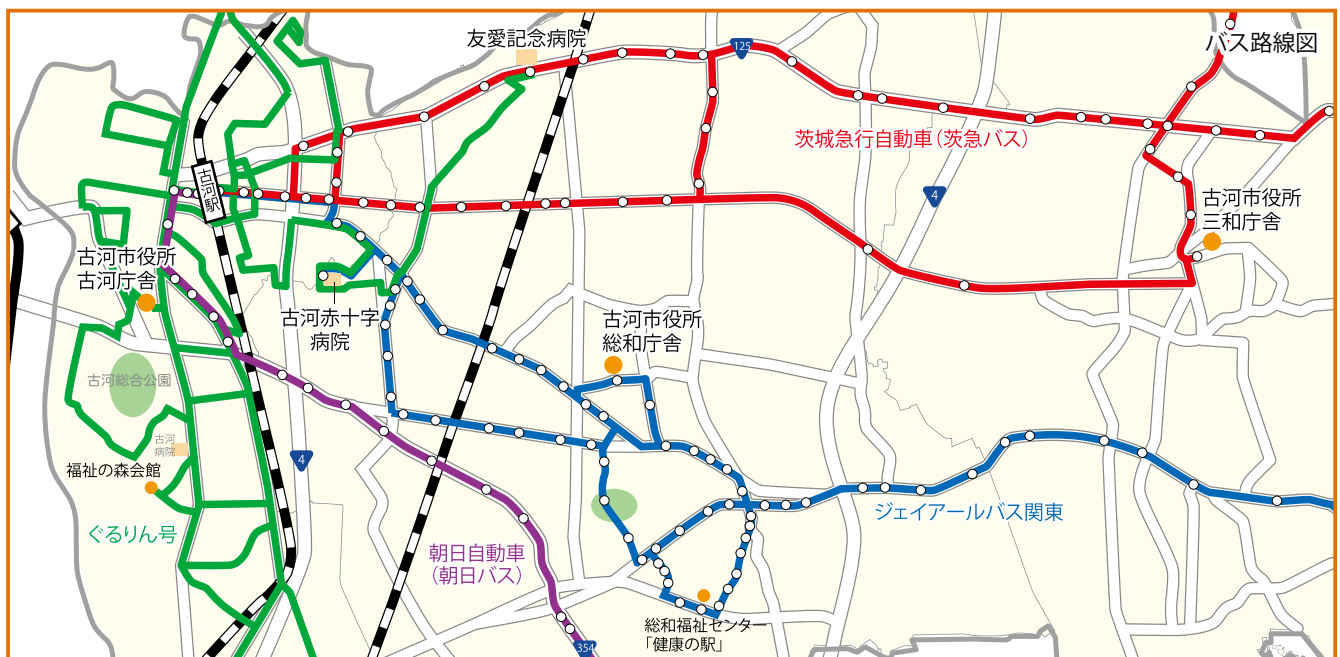 友愛記念病院
125
バス路線図
茨城急行自動車（茨急バス）
古河駅
4
古河市役所
三和庁舎
古河市役所
古河庁舎
古河赤十字
病院
古河市役所
総和庁舎
古河総合公園
古河
病院
4
福祉の森会館
ぐるりん号
ジェイアールバス関東
朝日自動車
（朝日バス）
総和福祉センター
「健康の駅」
354